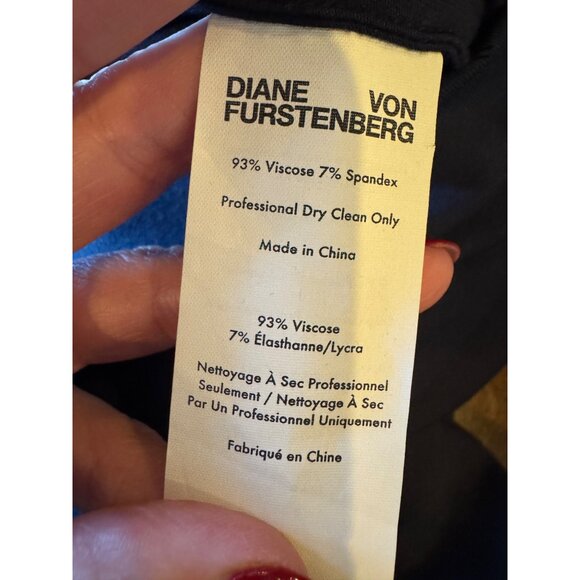 DIANE VON
FURSTENBERG
93% Viscose 7% Spandex
Professional Dry Clean Only
Made in China
93% Viscose
7% Élasthanne/Lycra
Nettoyage À Sec Professionnel
Seulement / Nettoyage À Sec
Par Un Professionnel Uniquement
Fabriqué en Chine